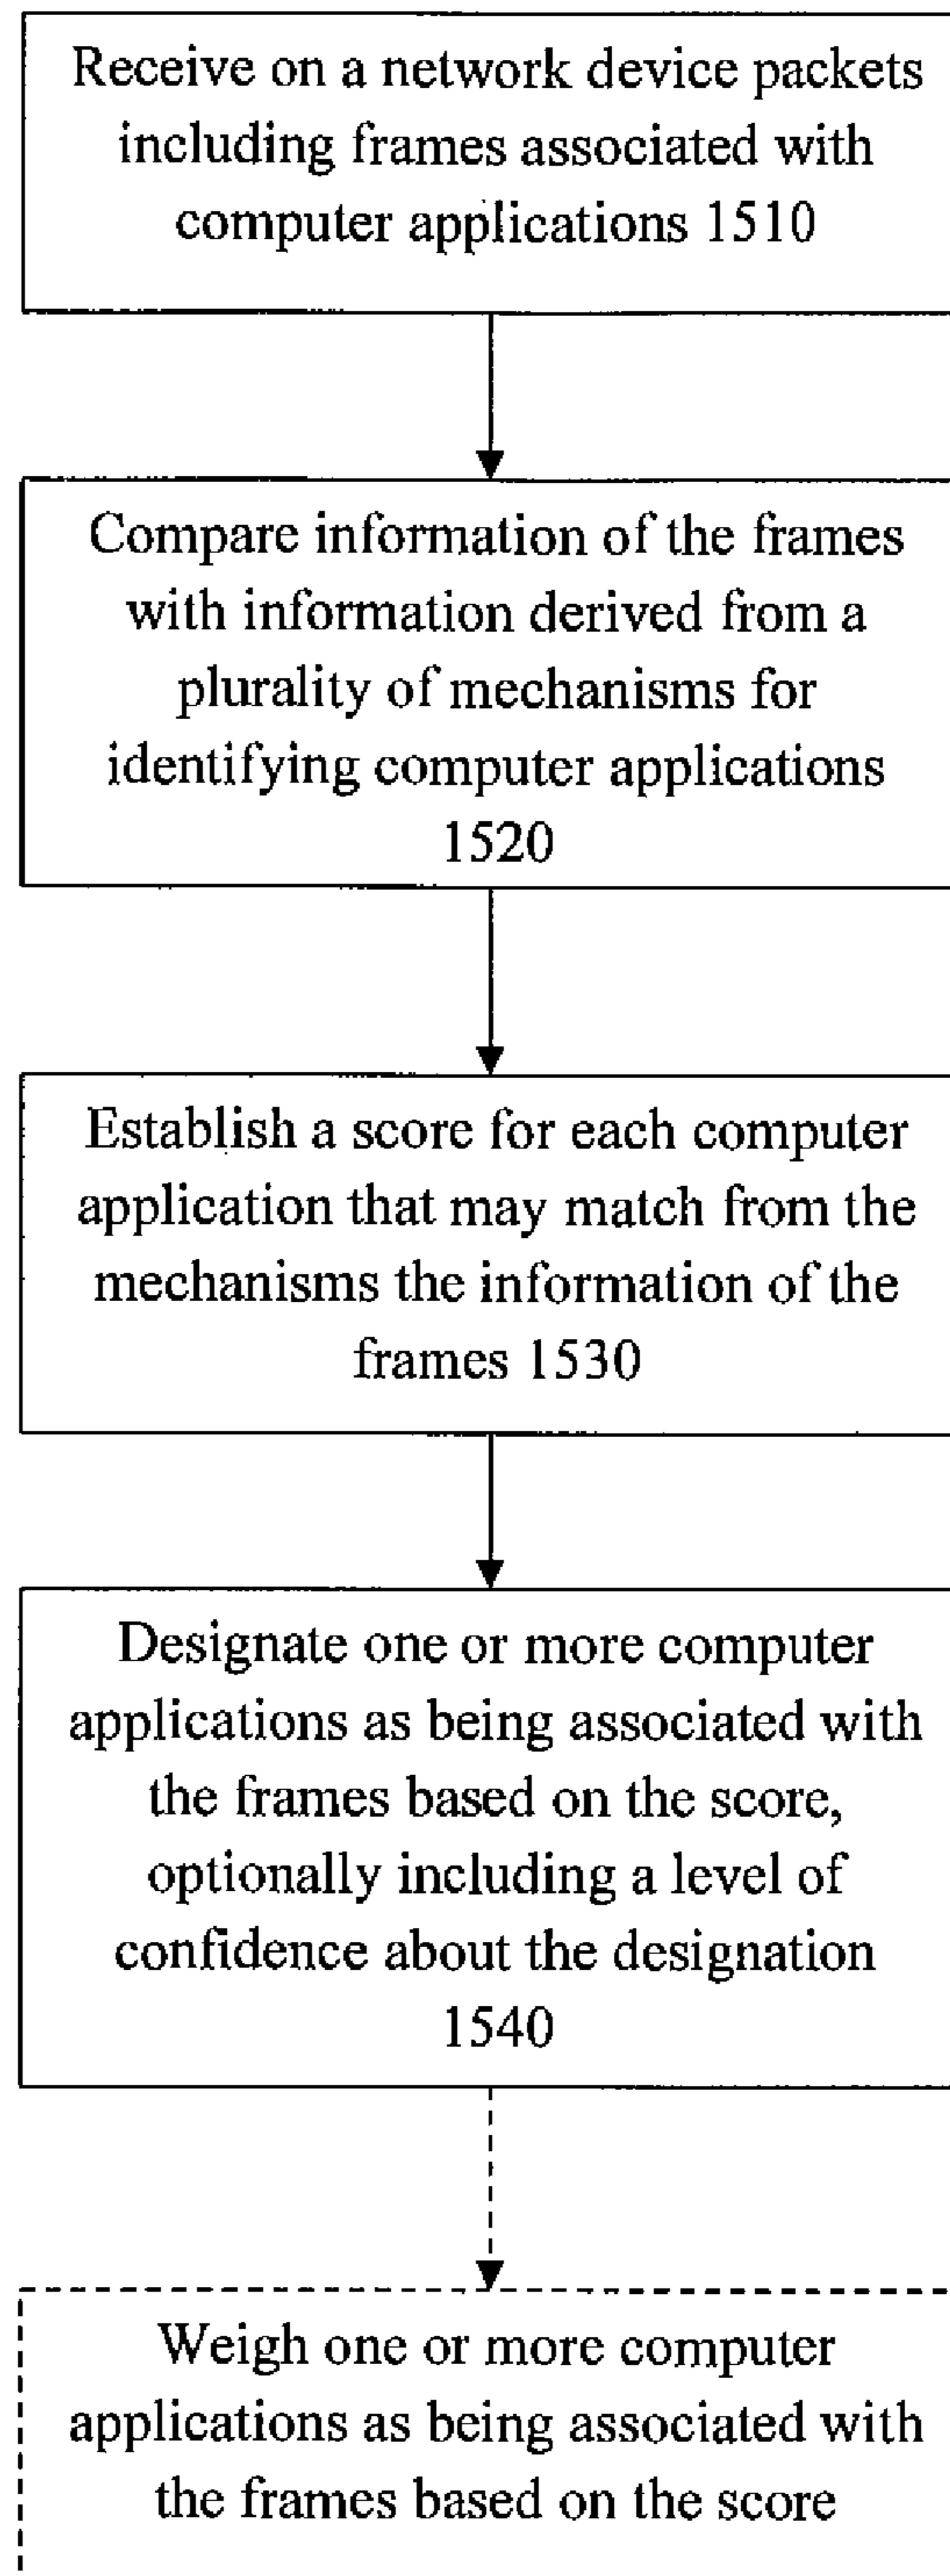 Receive on a network device packets
including frames associated with
computer applications 1510
Compare information of the frames
with information derived from a
plurality of mechanisms for
identifying computer applications
1520
Establish a score for each computer
application that may match from the
mechanisms the information of the
frames 1530
Designate one or more computer
applications as being associated with
the frames based on the score,
optionally including a level of
confidence about the designation
1540
Weigh one or more computer
applications as being associated with
the frames based on the score